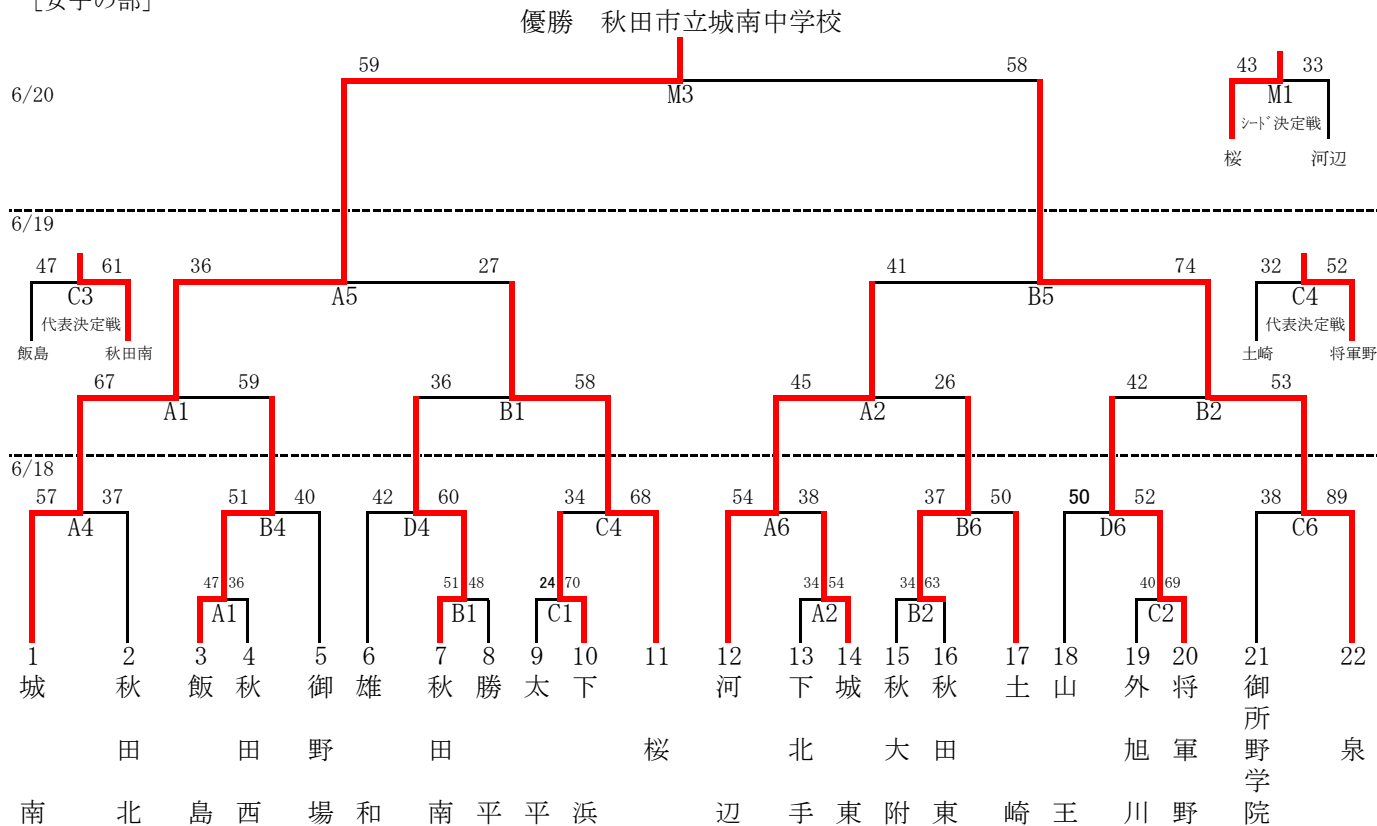 [女子の部]
優勝 秋田市立城南中学校
59 58 43 33
6/20 M3 M1
シード決定戦
桜 河辺
6/19
47 61 36 27 41 74 32 52
C3 A5 B5 C4
代表決定戦 代表決定戦
飯島 秋田南 土崎 将軍野
67 59 36 58 45 26 42 53
A1 B1 A2 B2
6/18
57 37 51 40 42 60 34 68 54 38 37 50 50 52 38 89
A4 B4 D4 C4 A6 B6 D6 C6
47 36 51 48 24 70 34 54 34 63 40 69
A1 B1 C1 A2 B2 C2
1 2 3 4 5 6 7 8 9 10 11 12 13 14 15 16 17 18 19 20 21 22
城南
秋田北
飯島
秋田西
御野場
雄和
秋田南
勝平
太平
下浜
桜
河辺
下北手
城東
秋大附
秋田東
土崎
山王
外旭川
将軍野
御所野学院
泉